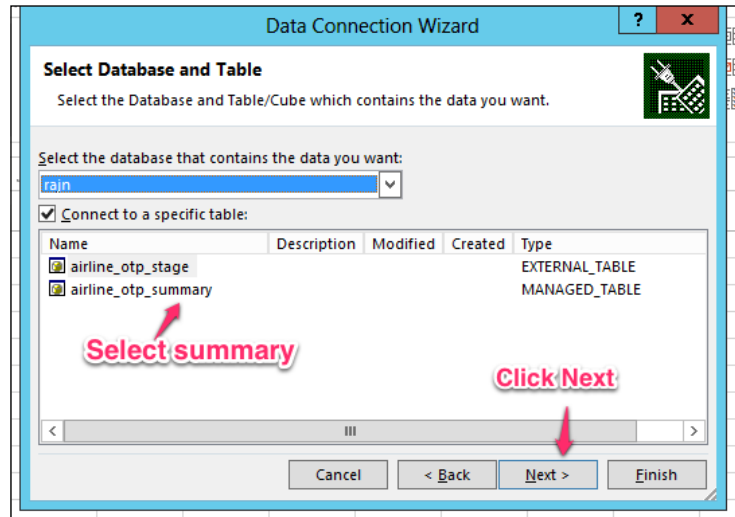 Data Connection Wizard
? x
Select Database and Table
Select the Database and Table/Cube which contains the data you want.
Select the database that contains the data you want:
rajn
Connect to a specific table:
Name Description Modified Created Type
airline_otp_stage EXTERNAL_TABLE
airline_otp_summary MANAGED_TABLE
Select summary
Click Next
Cancel < Back Next > Finish